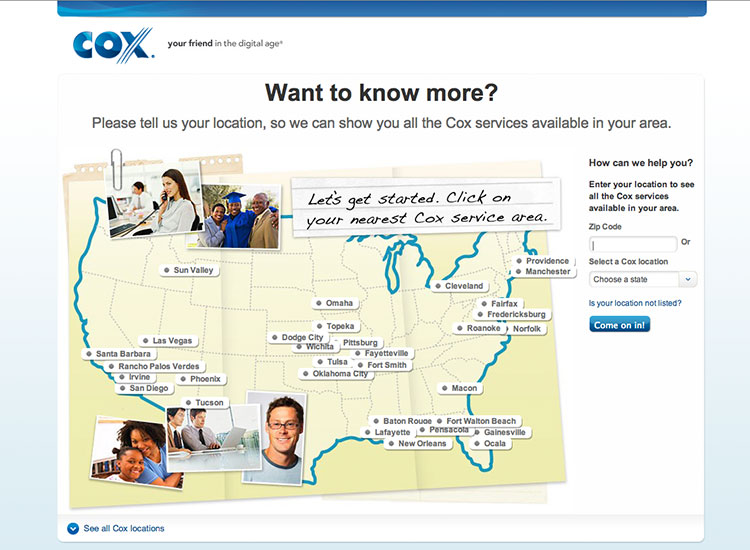 COX®
your friend in the digital age®
Want to know more?
Please tell us your location, so we can show you all the Cox services available in your area.
Let's get started. Click on
your nearest Cox service area.
Sun Valley
Providence
Manchester
Cleveland
Omaha
Fairfax
Fredericksburg
Topeka
Roanoke
Norfolk
Las Vegas
Dodge City
Pittsburg
Wichita
Santa Barbara
Fayetteville
Rancho Palos Verdes
Tulsa
Fort Smith
Irvine
Phoenix
Oklahoma City
San Diego
Macon
Tucson
Baton Rouge
Fort Walton Beach
Lafayette
Pensacola
Gainesville
New Orleans
Ocala
How can we help you?
Enter your location to see
all the Cox services
available in your area.
Zip Code
Or
Select a Cox location
Choose a state
Is your location not listed?
Come on in!
See all Cox locations